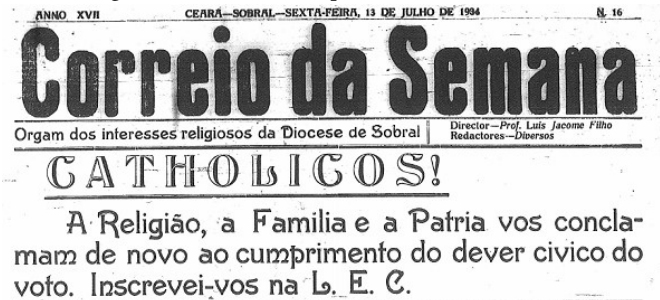 ANNO XVII CEARÁ—SOBRAL—SEXTA-FEIRA, 13 DE JULHO DE 1934 N. 16
Correio da Semana
Orgam dos interesses religiosos da Diocese de Sobral
Director—Prof. Luis Jacome Filho
Redactores—Diversos
CATHOLICOS!
A Religião, a Familia e a Patria vos concla-
mam de novo ao cumprimento do dever civico do
voto. Inscrevei-vos na L. E. C.